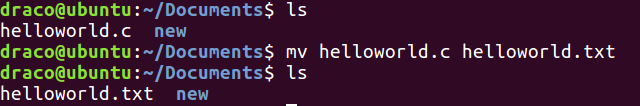 draco@ubuntu:~/Documents$ ls
helloworld.c  new
draco@ubuntu:~/Documents$ mv helloworld.c helloworld.txt
draco@ubuntu:~/Documents$ ls
helloworld.txt  new